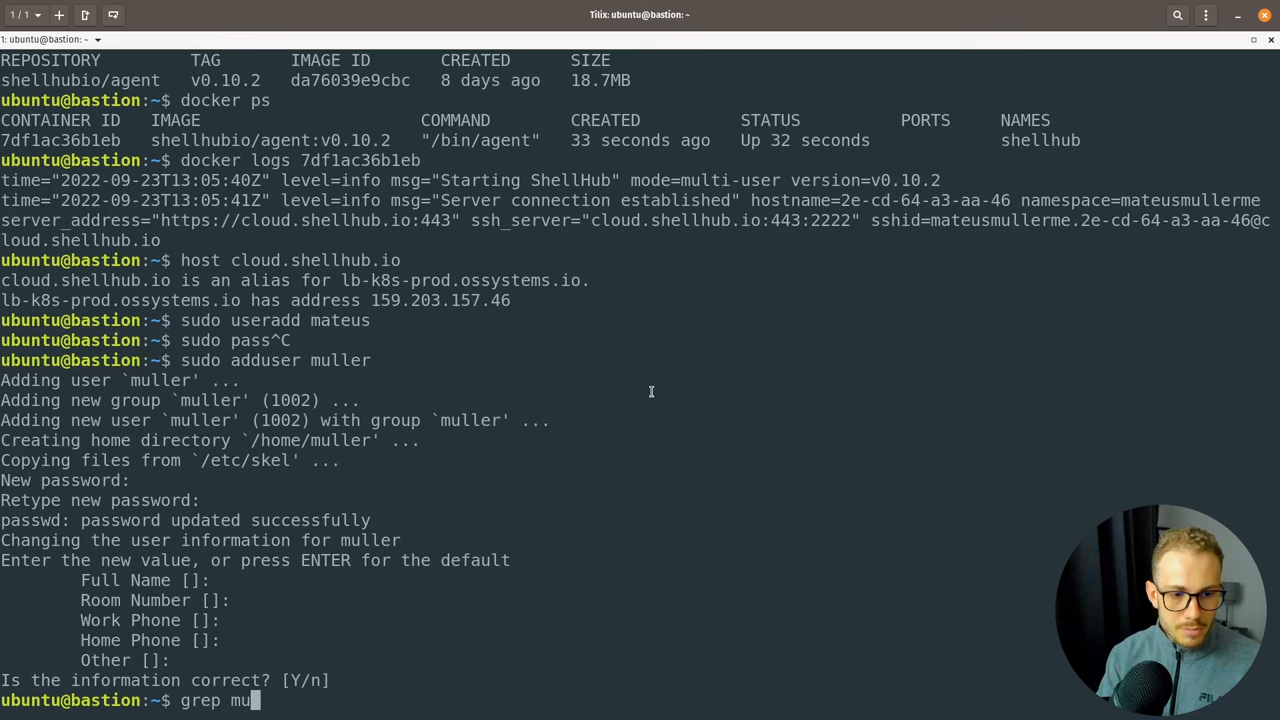 1 / 1
Tilix: ubuntu@bastion: ~
1: ubuntu@bastion: ~
REPOSITORY TAG IMAGE ID CREATED SIZE
shellhubio/agent v0.10.2 da76039e9cbc 8 days ago 18.7MB
ubuntu@bastion:~$ docker ps
CONTAINER ID IMAGE COMMAND CREATED STATUS PORTS NAMES
7df1ac36b1eb shellhubio/agent:v0.10.2 "/bin/agent" 33 seconds ago Up 32 seconds shellhub
ubuntu@bastion:~$ docker logs 7df1ac36b1eb
time="2022-09-23T13:05:40Z" level=info msg="Starting ShellHub" mode=multi-user version=v0.10.2
time="2022-09-23T13:05:41Z" level=info msg="Server connection established" hostname=2e-cd-64-a3-aa-46 namespace=mateusmullerme
server_address="https://cloud.shellhub.io:443" ssh_server="cloud.shellhub.io:443:2222" sshid=mateusmullerme.2e-cd-64-a3-aa-46@c
loud.shellhub.io
ubuntu@bastion:~$ host cloud.shellhub.io
cloud.shellhub.io is an alias for lb-k8s-prod.ossystems.io.
lb-k8s-prod.ossystems.io has address 159.203.157.46
ubuntu@bastion:~$ sudo useradd mateus
ubuntu@bastion:~$ sudo pass^C
ubuntu@bastion:~$ sudo adduser muller
Adding user `muller' ...
Adding new group `muller' (1002) ...
Adding new user `muller' (1002) with group `muller' ...
Creating home directory `/home/muller' ...
Copying files from `/etc/skel' ...
New password:
Retype new password:
passwd: password updated successfully
Changing the user information for muller
Enter the new value, or press ENTER for the default
Full Name []:
Room Number []:
Work Phone []:
Home Phone []:
Other []:
Is the information correct? [Y/n]
ubuntu@bastion:~$ grep mu